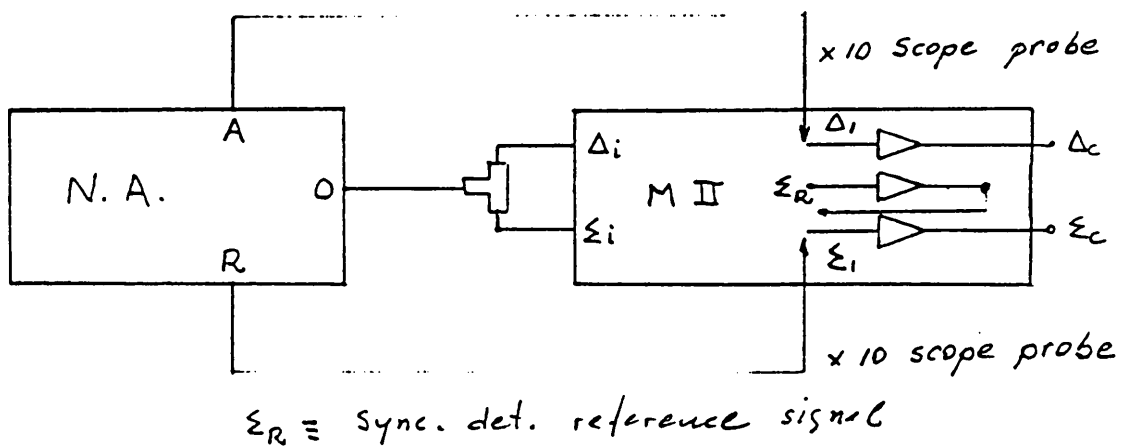 x 10 Scope probe
A
Δ1
Δi
Δc
N. A.
O
M II
ΣR
Σi
Σc
R
Σ1
x 10 scope probe
ΣR ≡ Sync. det. reference signal